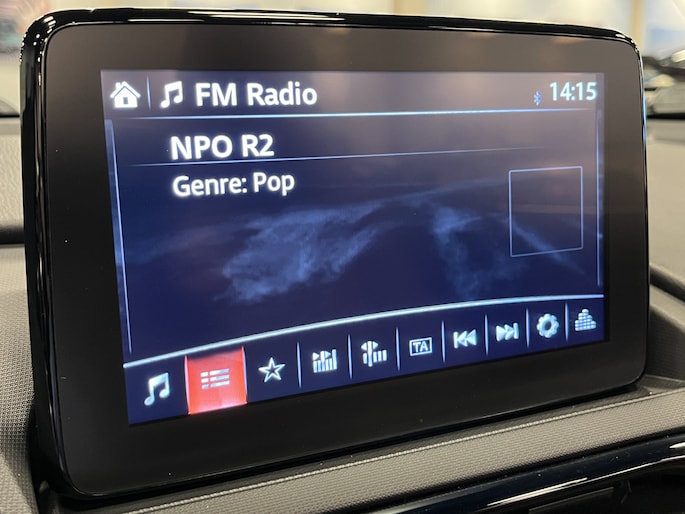 FM Radio
14:15
NPO R2
Genre: Pop
TA